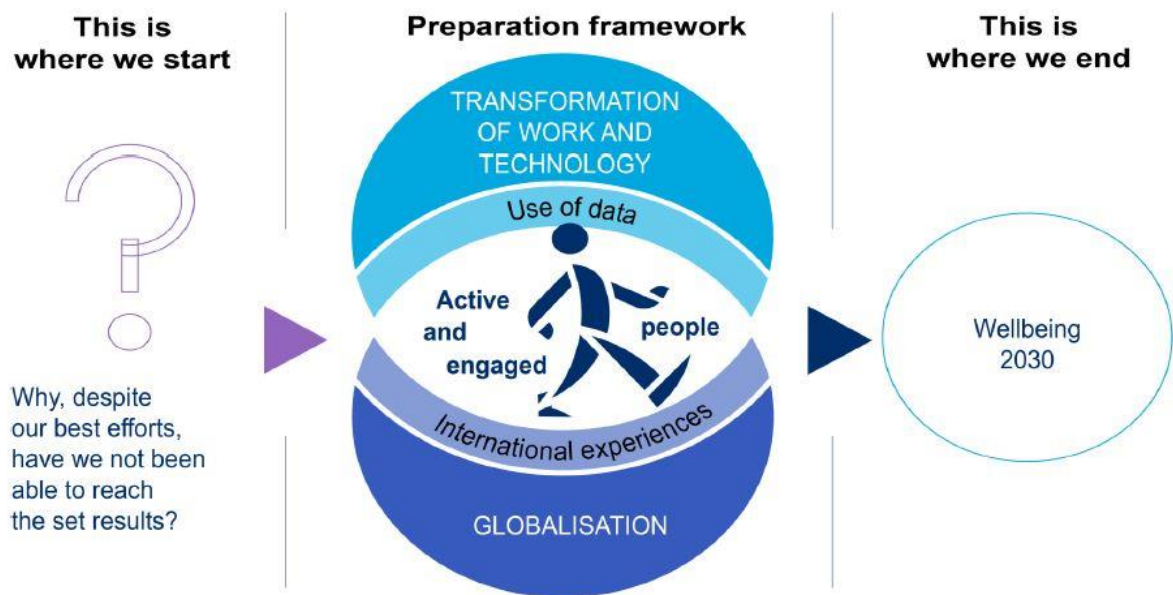 This is
where we start
Why, despite
our best efforts,
have we not been
able to reach
the set results?
Preparation framework
TRANSFORMATION
OF WORK AND
TECHNOLOGY
Use of data
Active
and
engaged
people
International experiences
GLOBALISATION
This is
where we end
Wellbeing
2030